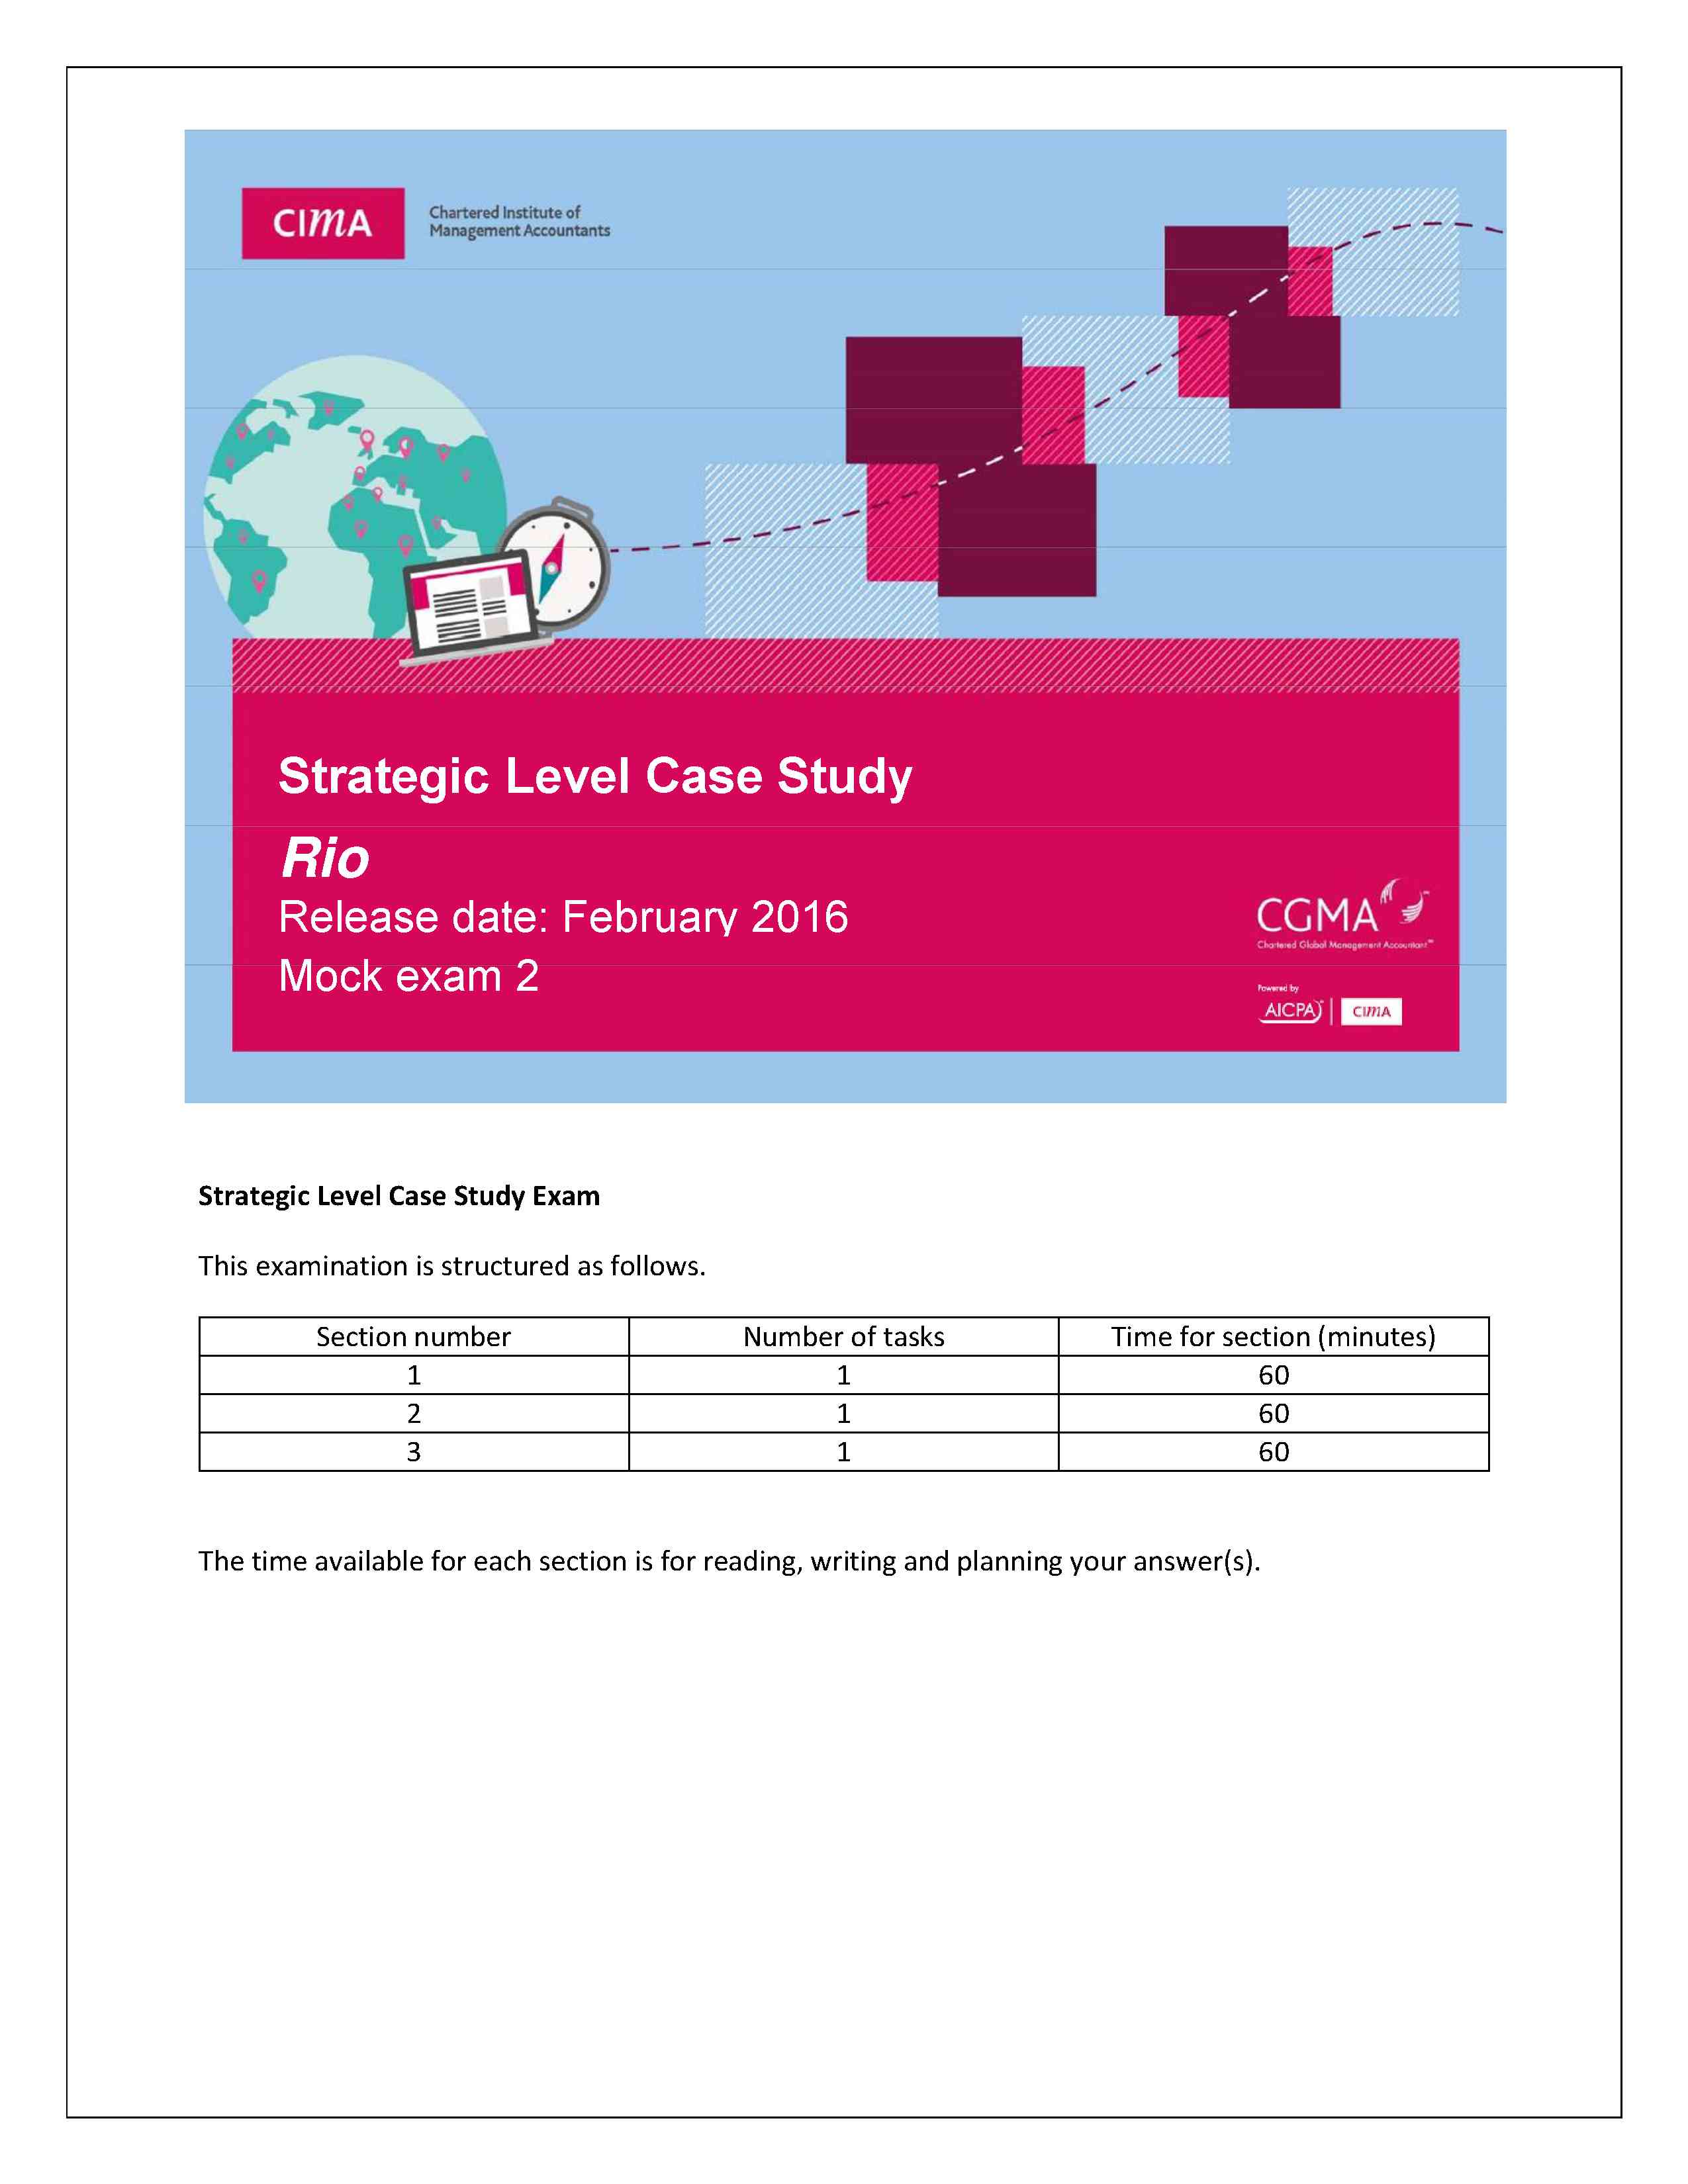 CIMA
Chartered Institute of
Management Accountants
Strategic Level Case Study
Rio
Release date: February 2016
Mock exam 2
CGMA
Chartered Global Management Accountant
Powered by
AICPA
CIMA
Strategic Level Case Study Exam
This examination is structured as follows.
Section number Number of tasks Time for section (minutes)
1 1 60
2 1 60
3 1 60
The time available for each section is for reading, writing and planning your answer(s).